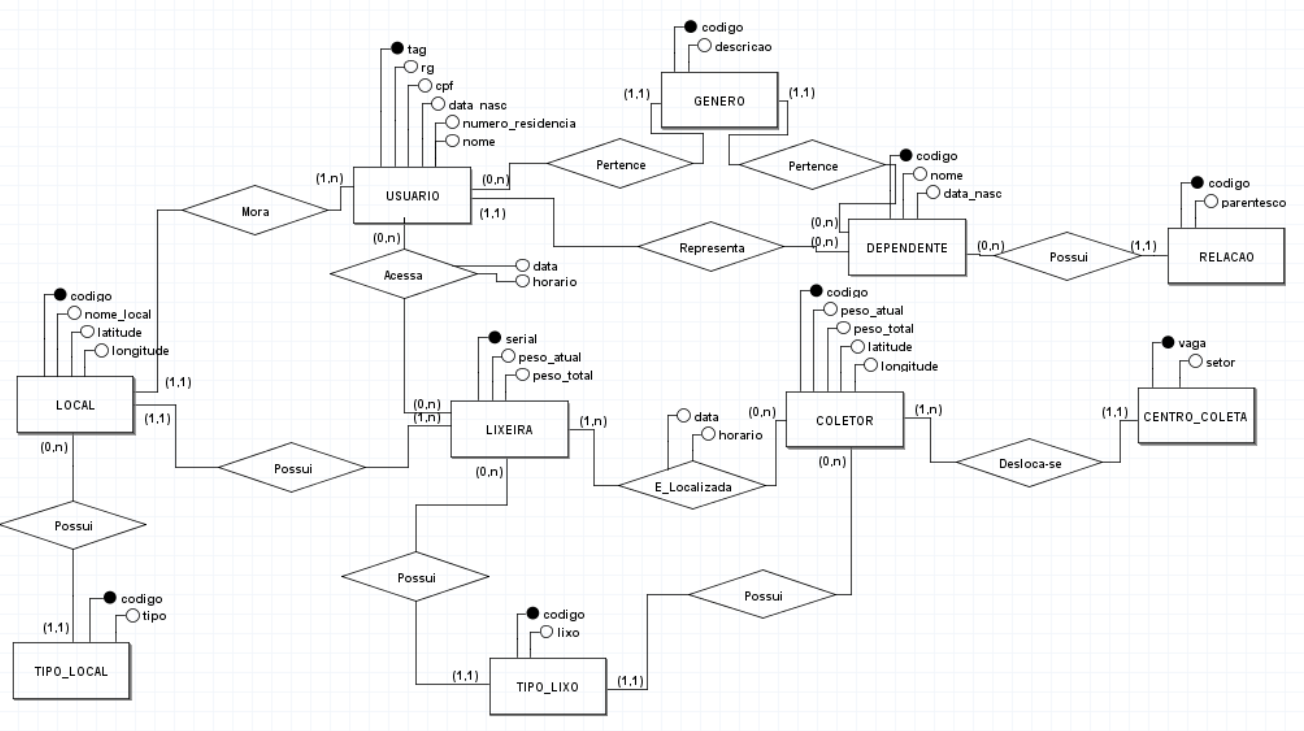 codigo
descricao
GENERO
(1,1)
(1,1)
tag
rg
cpf
data_nasc
numero_residencia
nome
USUARIO
(1,n)
(0,n)
(1,1)
(0,n)
Pertence
Pertence
codigo
nome
data_nasc
DEPENDENTE
(0,n)
(0,n)
(0,n)
Mora
Representa
Possui
(1,1)
codigo
parentesco
RELACAO
Acessa
data
horario
codigo
nome_local
latitude
longitude
LOCAL
(1,1)
(1,1)
(0,n)
serial
peso_atual
peso_total
LIXEIRA
(0,n)
(1,n)
(1,n)
(0,n)
codigo
peso_atual
peso_total
latitude
longitude
COLETOR
(0,n)
(1,n)
(0,n)
vaga
setor
CENTRO_COLETA
(1,1)
data
horario
E_Localizada
Desloca-se
Possui
Possui
Possui
Possui
codigo
tipo
TIPO_LOCAL
(1,1)
codigo
lixo
TIPO_LIXO
(1,1)
(1,1)